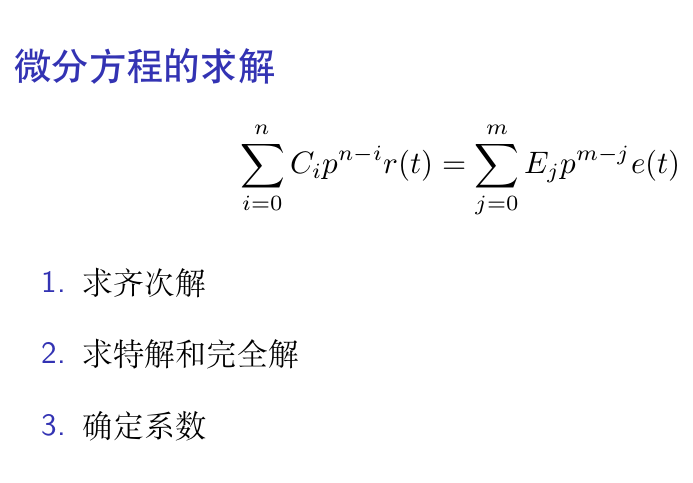 微分方程的求解
\sum_{i=0}^{n} C_i p^{n-i} r(t) = \sum_{j=0}^{m} E_j p^{m-j} e(t)
1. 求齐次解
2. 求特解和完全解
3. 确定系数